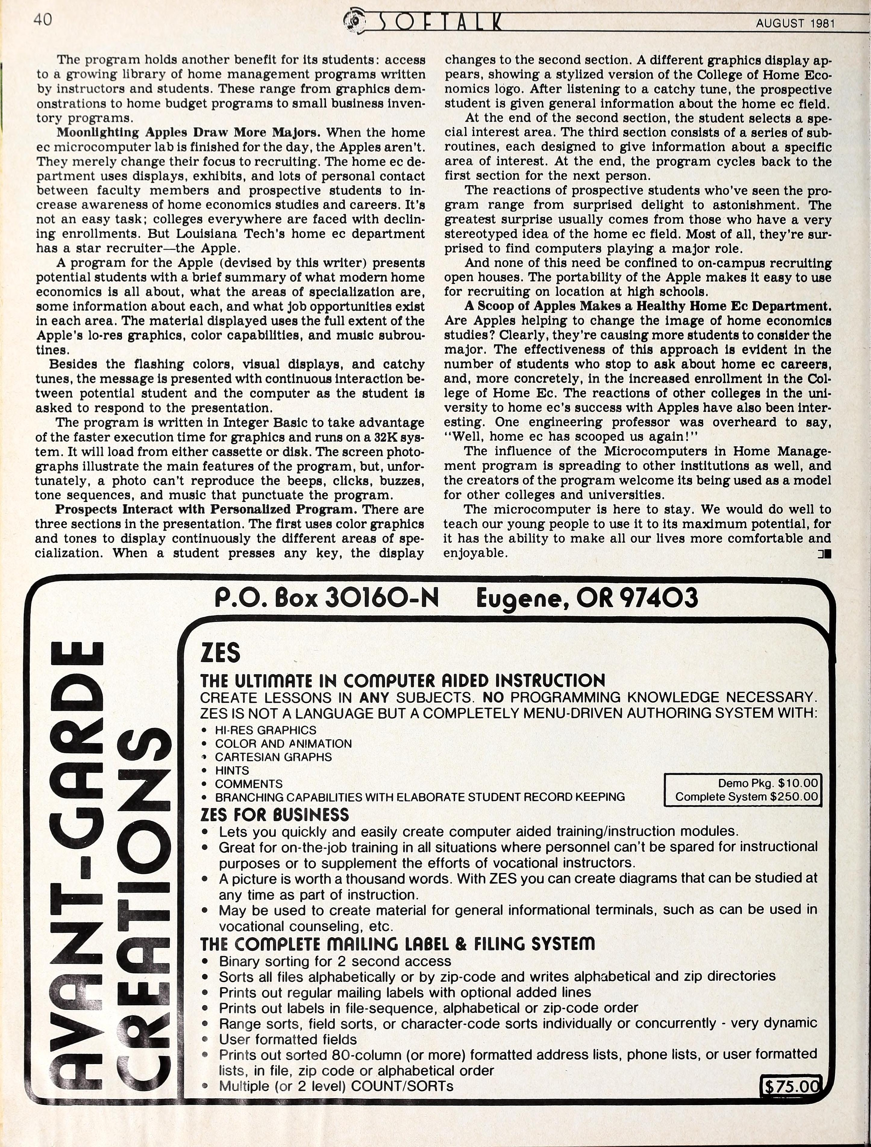 40
SOFTALK
AUGUST 1981
The program holds another benefit for its students: access
to a growing library of home management programs written
by instructors and students. These range from graphics dem-
onstrations to home budget programs to small business inven-
tory programs.
Moonlighting Apples Draw More Majors. When the home
ec microcomputer lab is finished for the day, the Apples aren't.
They merely change their focus to recruiting. The home ec de-
partment uses displays, exhibits, and lots of personal contact
between faculty members and prospective students to in-
crease awareness of home economics studies and careers. It's
not an easy task; colleges everywhere are faced with declin-
ing enrollments. But Louisiana Tech's home ec department
has a star recruiter—the Apple.
A program for the Apple (devised by this writer) presents
potential students with a brief summary of what modern home
economics is all about, what the areas of specialization are,
some information about each, and what job opportunities exist
in each area. The material displayed uses the full extent of the
Apple's lo-res graphics, color capabilities, and music subrou-
tines.
Besides the flashing colors, visual displays, and catchy
tunes, the message is presented with continuous interaction be-
tween potential student and the computer as the student is
asked to respond to the presentation.
The program is written in Integer Basic to take advantage
of the faster execution time for graphics and runs on a 32K sys-
tem. It will load from either cassette or disk. The screen photo-
graphs illustrate the main features of the program, but, unfor-
tunately, a photo can't reproduce the beeps, clicks, buzzes,
tone sequences, and music that punctuate the program.
Prospects Interact with Personalized Program. There are
three sections in the presentation. The first uses color graphics
and tones to display continuously the different areas of spe-
cialization. When a student presses any key, the display
changes to the second section. A different graphics display ap-
pears, showing a stylized version of the College of Home Eco-
nomics logo. After listening to a catchy tune, the prospective
student is given general information about the home ec field.
At the end of the second section, the student selects a spe-
cial interest area. The third section consists of a series of sub-
routines, each designed to give information about a specific
area of interest. At the end, the program cycles back to the
first section for the next person.
The reactions of prospective students who've seen the pro-
gram range from surprised delight to astonishment. The
greatest surprise usually comes from those who have a very
stereotyped idea of the home ec field. Most of all, they're sur-
prised to find computers playing a major role.
And none of this need be confined to on-campus recruiting
open houses. The portability of the Apple makes it easy to use
for recruiting on location at high schools.
A Scoop of Apples Makes a Healthy Home Ec Department.
Are Apples helping to change the image of home economics
studies? Clearly, they're causing more students to consider the
major. The effectiveness of this approach is evident in the
number of students who stop to ask about home ec careers,
and, more concretely, in the increased enrollment in the Col-
lege of Home Ec. The reactions of other colleges in the uni-
versity to home ec's success with Apples have also been inter-
esting. One engineering professor was overheard to say,
"Well, home ec has scooped us again!"
The influence of the Microcomputers in Home Manage-
ment program is spreading to other institutions as well, and
the creators of the program welcome its being used as a model
for other colleges and universities.
The microcomputer is here to stay. We would do well to
teach our young people to use it to its maximum potential, for
it has the ability to make all our lives more comfortable and
enjoyable.
P.O. Box 30160-N Eugene, OR 97403
AVANT-GARDE
CREATIONS
ZES
THE ULTIMATE IN COMPUTER AIDED INSTRUCTION
CREATE LESSONS IN ANY SUBJECTS. NO PROGRAMMING KNOWLEDGE NECESSARY.
ZES IS NOT A LANGUAGE BUT A COMPLETELY MENU-DRIVEN AUTHORING SYSTEM WITH:
• HI-RES GRAPHICS
• COLOR AND ANIMATION
• CARTESIAN GRAPHS
• HINTS
• COMMENTS
• BRANCHING CAPABILITIES WITH ELABORATE STUDENT RECORD KEEPING
Demo Pkg. $10.00
Complete System $250.00
ZES FOR BUSINESS
• Lets you quickly and easily create computer aided training/instruction modules.
• Great for on-the-job training in all situations where personnel can't be spared for instructional
purposes or to supplement the efforts of vocational instructors.
• A picture is worth a thousand words. With ZES you can create diagrams that can be studied at
any time as part of instruction.
• May be used to create material for general informational terminals, such as can be used in
vocational counseling, etc.
THE COMPLETE MAILING LABEL & FILING SYSTEM
• Binary sorting for 2 second access
• Sorts all files alphabetically or by zip-code and writes alphabetical and zip directories
• Prints out regular mailing labels with optional added lines
• Prints out labels in file-sequence, alphabetical or zip-code order
• Range sorts, field sorts, or character-code sorts individually or concurrently - very dynamic
• User formatted fields
• Prints out sorted 80-column (or more) formatted address lists, phone lists, or user formatted
lists, in file, zip code or alphabetical order
• Multiple (or 2 level) COUNT/SORTs
$75.00